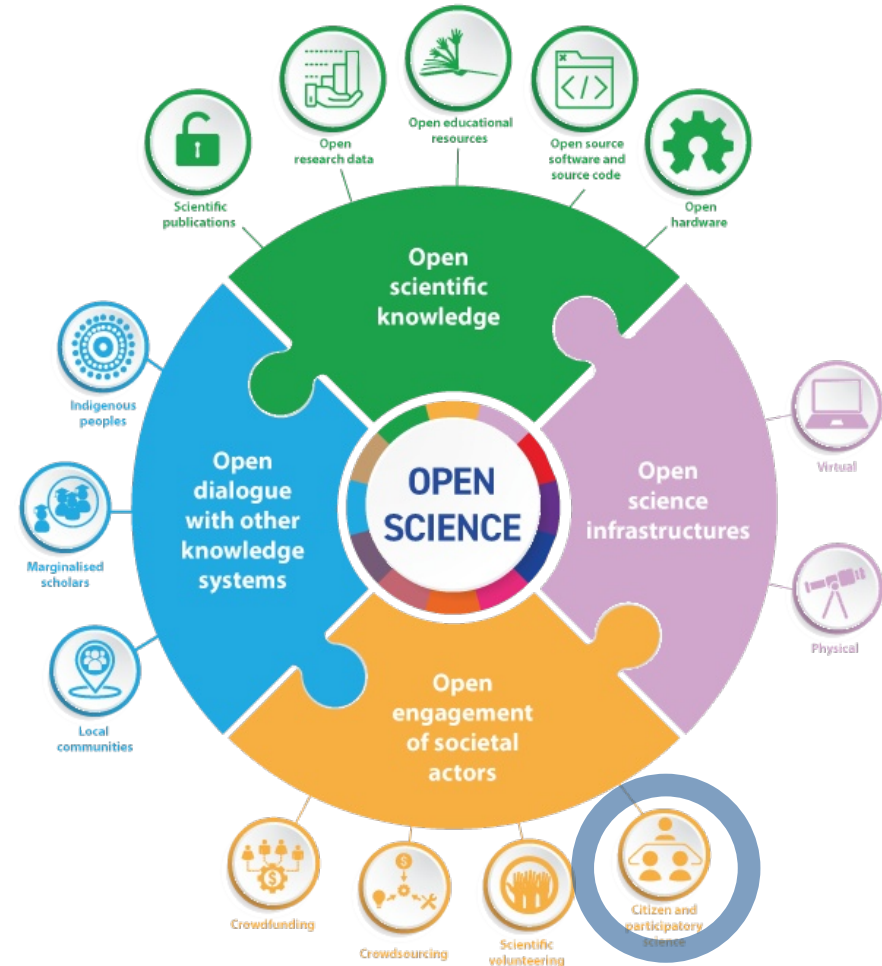 Open educational
resources
Open
research data
Open source
software and
source code
Scientific
publications
Open
hardware
Open
scientific
knowledge
Indigenous
peoples
Marginalised
scholars
Local
communities
Open
dialogue
with other
knowledge
systems
OPEN
SCIENCE
Open
science
infrastructures
Virtual
Physical
Open
engagement
of societal
actors
Crowdfunding
Crowdsourcing
Scientific
volunteering
Citizen and
participatory
science